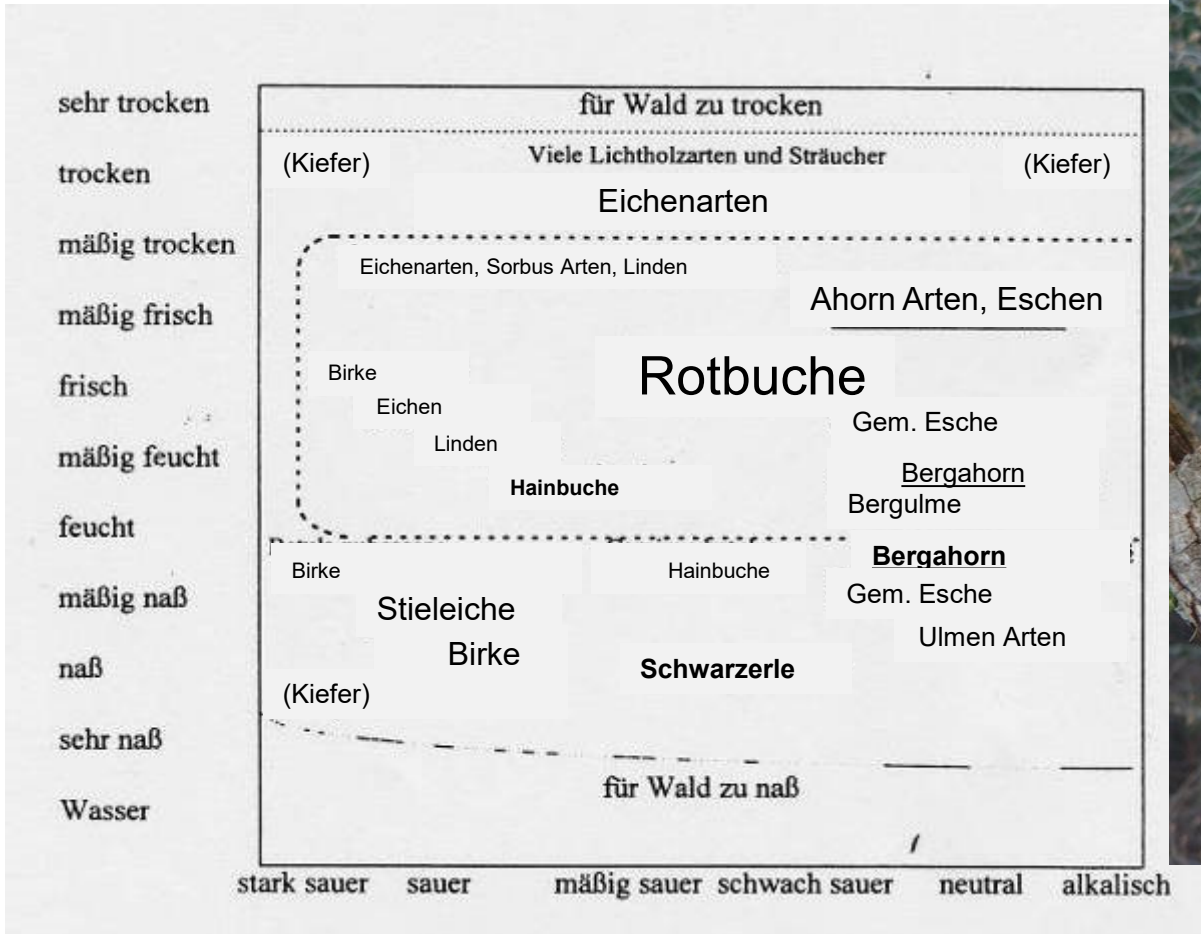 sehr trocken
für Wald zu trocken
trocken
(Kiefer)
Viele Lichtholzarten und Sträucher
(Kiefer)
Eichenarten
mäßig trocken
Eichenarten, Sorbus Arten, Linden
mäßig frisch
Ahorn Arten, Eschen
frisch
Birke
Rotbuche
Eichen
Gem. Esche
Linden
mäßig feucht
Bergahorn
Hainbuche
Bergulme
feucht
Bergahorn
Birke
Hainbuche
mäßig naß
Gem. Esche
Stieleiche
Ulmen Arten
Birke
naß
Schwarzerle
(Kiefer)
sehr naß
für Wald zu naß
Wasser
stark sauer sauer mäßig sauer schwach sauer neutral alkalisch